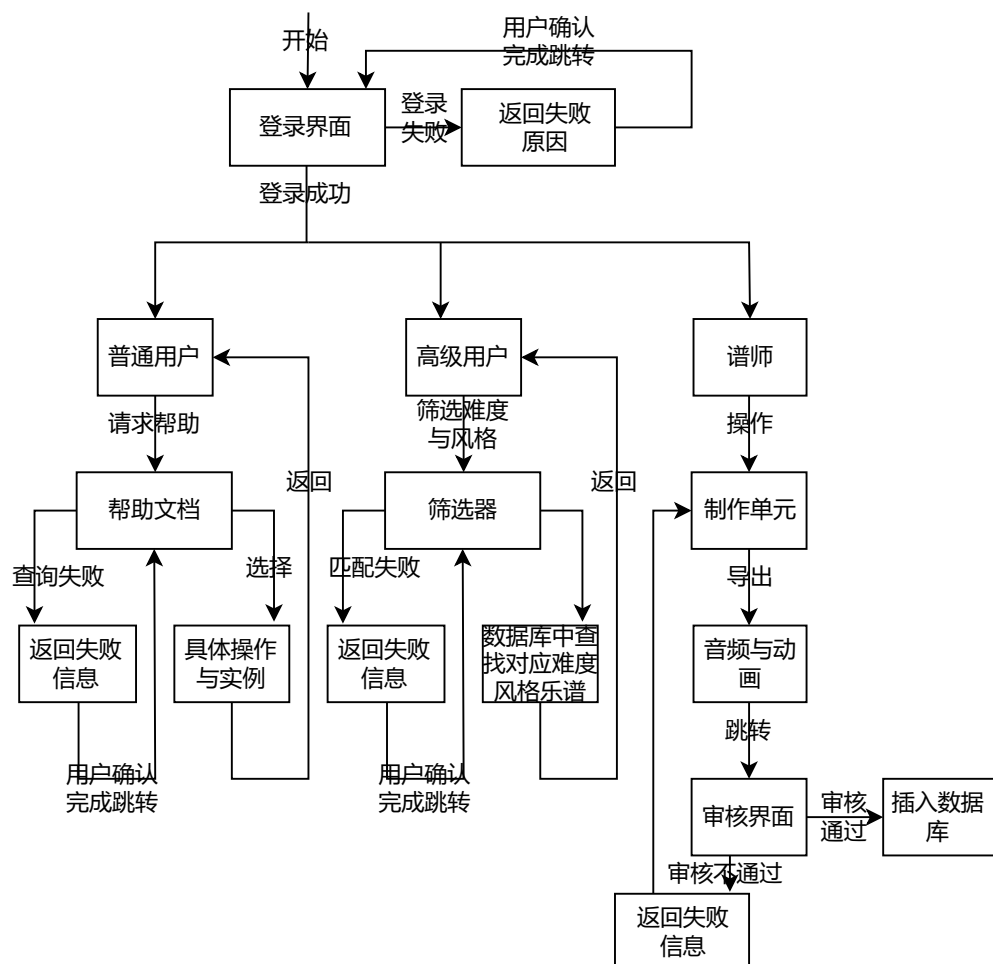 开始
用户确认
完成跳转
登录界面
登录
失败
返回失败
原因
登录成功
普通用户
高级用户
谱师
请求帮助
筛选难度
与风格
操作
帮助文档
返回
筛选器
返回
制作单元
查询失败
选择
匹配失败
导出
返回失败
信息
具体操作
与实例
返回失败
信息
数据库中查
找对应难度
风格乐谱
音频与动
画
跳转
用户确认
完成跳转
用户确认
完成跳转
审核界面
审核
通过
插入数据
库
审核不通过
返回失败
信息